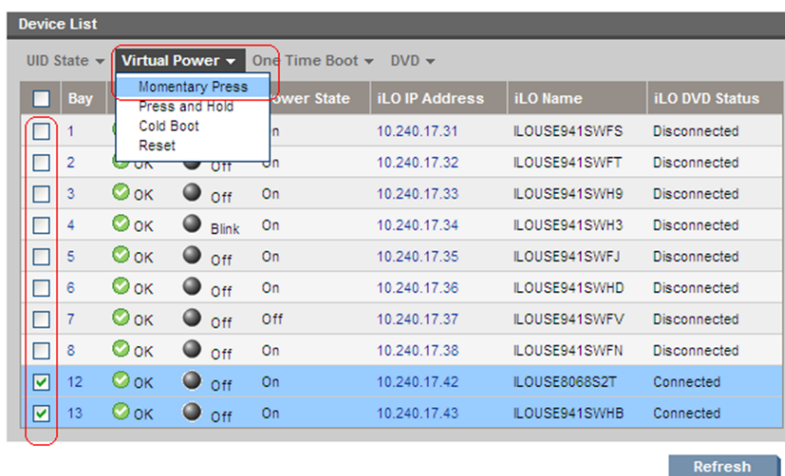 Device List
UID State Virtual Power One Time Boot DVD
Momentary Press
Press and Hold
Cold Boot
Reset
Bay Power State iLO IP Address iLO Name iLO DVD Status
1 On 10.240.17.31 ILOUSE941SWFS Disconnected
2 OK Off On 10.240.17.32 ILOUSE941SWFT Disconnected
3 OK Off On 10.240.17.33 ILOUSE941SWH9 Disconnected
4 OK Blink On 10.240.17.34 ILOUSE941SWH3 Disconnected
5 OK Off On 10.240.17.35 ILOUSE941SWFJ Disconnected
6 OK Off On 10.240.17.36 ILOUSE941SWHD Disconnected
7 OK Off Off 10.240.17.37 ILOUSE941SWFV Disconnected
8 OK Off On 10.240.17.38 ILOUSE941SWFN Disconnected
12 OK Off On 10.240.17.42 ILOUSE8068S2T Connected
13 OK Off On 10.240.17.43 ILOUSE941SWHB Connected
Refresh